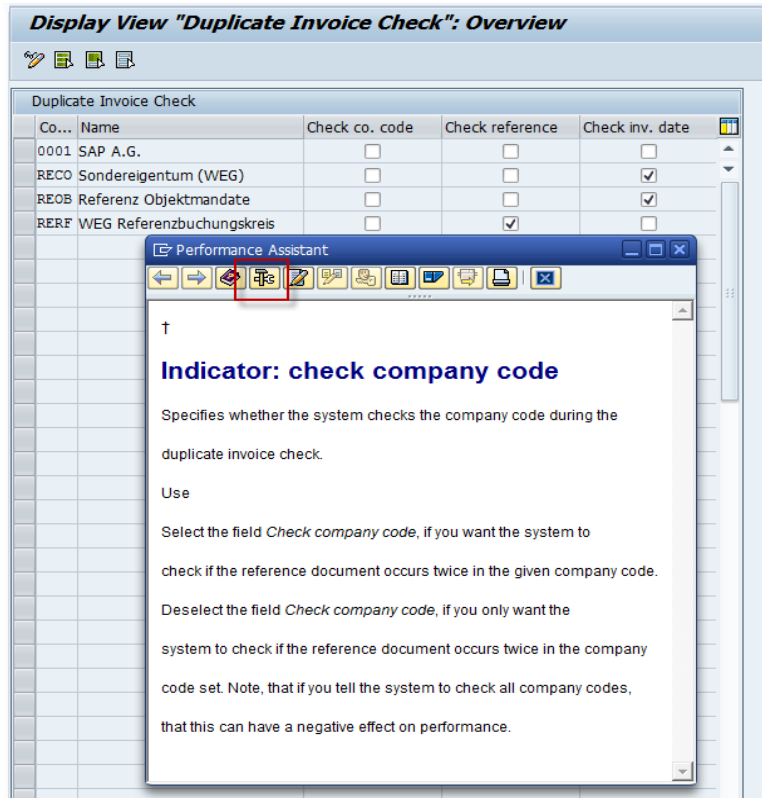 Display View "Duplicate Invoice Check": Overview
Duplicate Invoice Check
Co... Name Check co. code Check reference Check inv. date
0001 SAP A.G.
RECO Sondereigentum (WEG)
REOB Referenz Objektmandate
RERF WEG Referenzbuchungskreis
Performance Assistant
†
Indicator: check company code
Specifies whether the system checks the company code during the
duplicate invoice check.
Use
Select the field Check company code, if you want the system to
check if the reference document occurs twice in the given company code.
Deselect the field Check company code, if you only want the
system to check if the reference document occurs twice in the company
code set. Note, that if you tell the system to check all company codes,
that this can have a negative effect on performance.